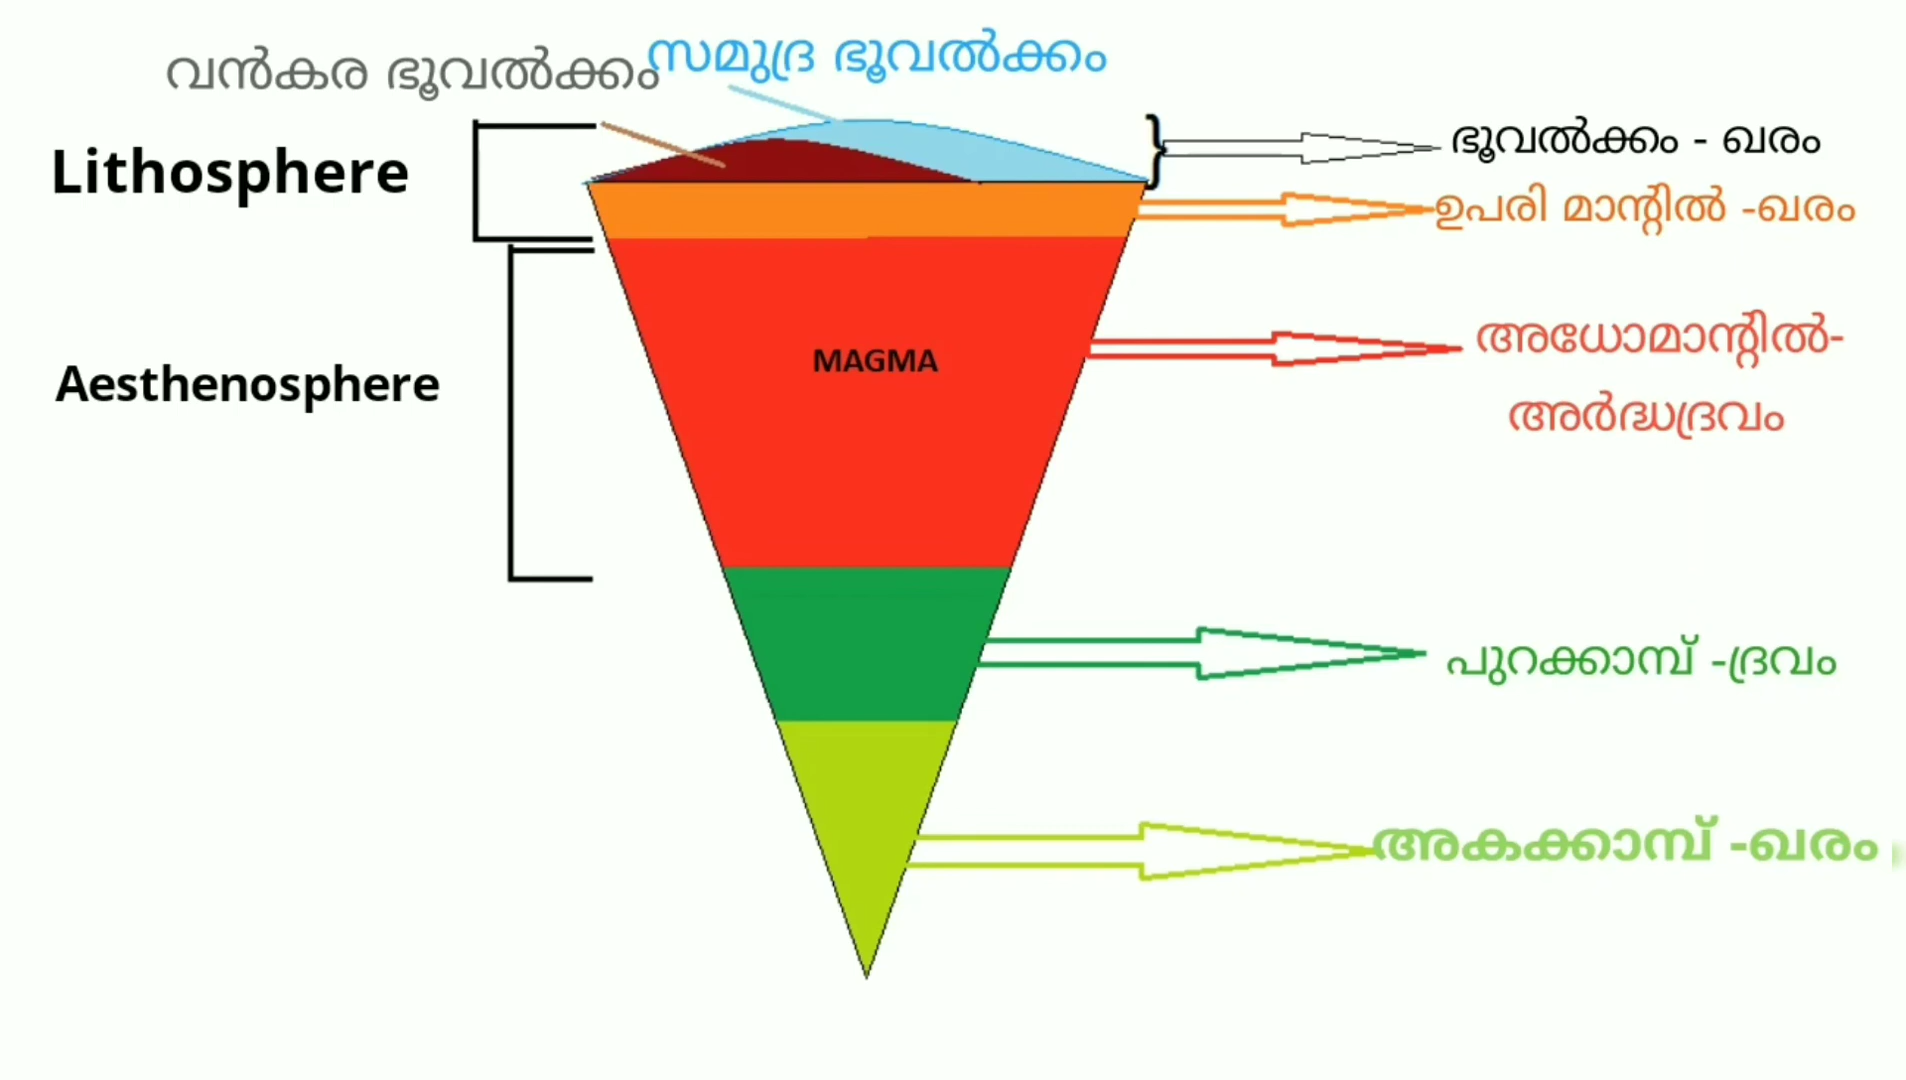 വൻകര ഭൂവൽക്കം
സമുദ്ര ഭൂവൽക്കം
Lithosphere
ഭൂവൽക്കം - ഖരം
ഉപരി മാന്റിൽ -ഖരം
MAGMA
Aesthenosphere
അധോമാന്റിൽ-
അർദ്ധദ്രവം
പുറക്കാമ്പ് -ദ്രവം
അകക്കാമ്പ് -ഖരം